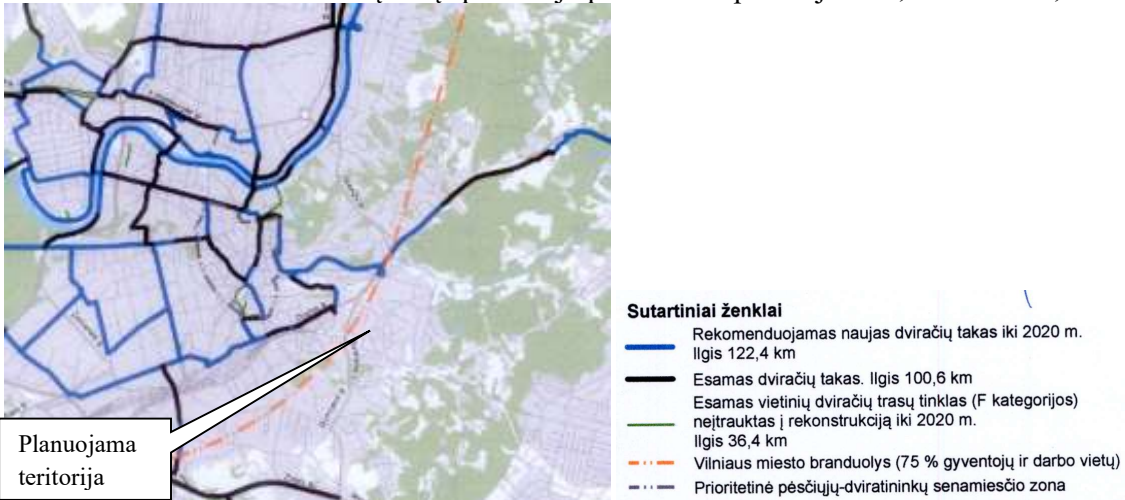 Planuojama
teritorija
Sutartiniai ženklai
Rekomenduojamas naujas dviračių takas iki 2020 m.
Ilgis 122,4 km
Esamas dviračių takas. Ilgis 100,6 km
Esamas vietinių dviračių trasų tinklas (F kategorijos)
neįtrauktas į rekonstrukciją iki 2020 m.
Ilgis 36,4 km
Vilniaus miesto branduolys (75 % gyventojų ir darbo vietų)
Prioritetinė pėsčiųjų-dviratininkų senamiesčio zona